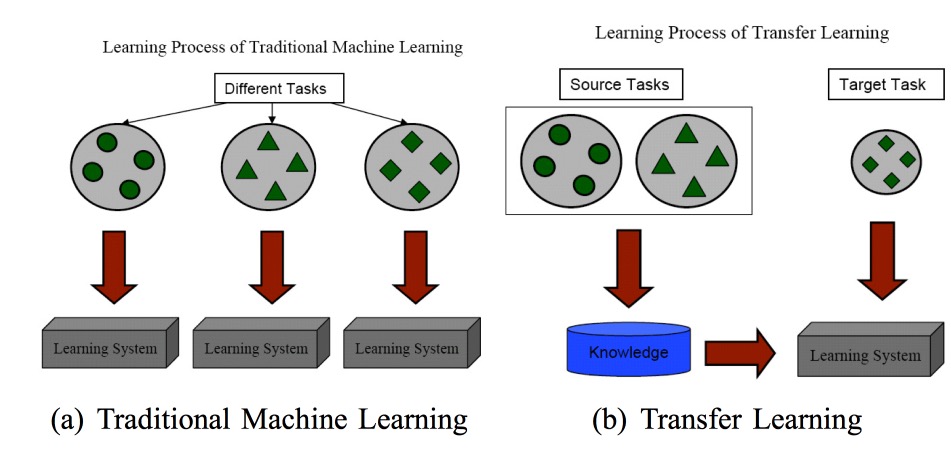 Learning Process of Traditional Machine Learning
Different Tasks
Learning System
Learning System
Learning System
(a) Traditional Machine Learning
Learning Process of Transfer Learning
Source Tasks
Target Task
Knowledge
Learning System
(b) Transfer Learning